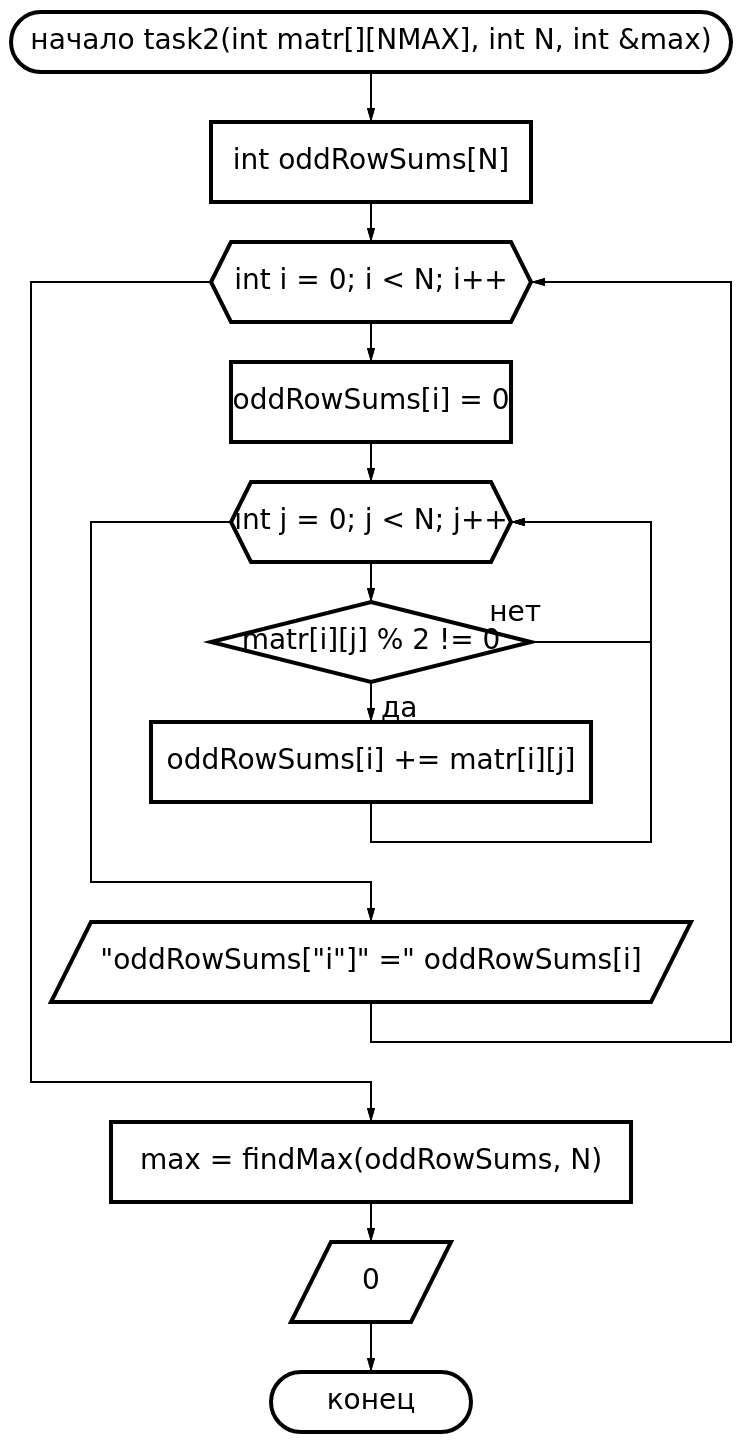 начало task2(int matr[][NMAX], int N, int &max)
int oddRowSums[N]
int i = 0; i < N; i++
oddRowSums[i] = 0
int j = 0; j < N; j++
нет
matr[i][j] % 2 != 0
да
oddRowSums[i] += matr[i][j]
"oddRowSums["i"]" =" oddRowSums[i]
max = findMax(oddRowSums, N)
0
конец